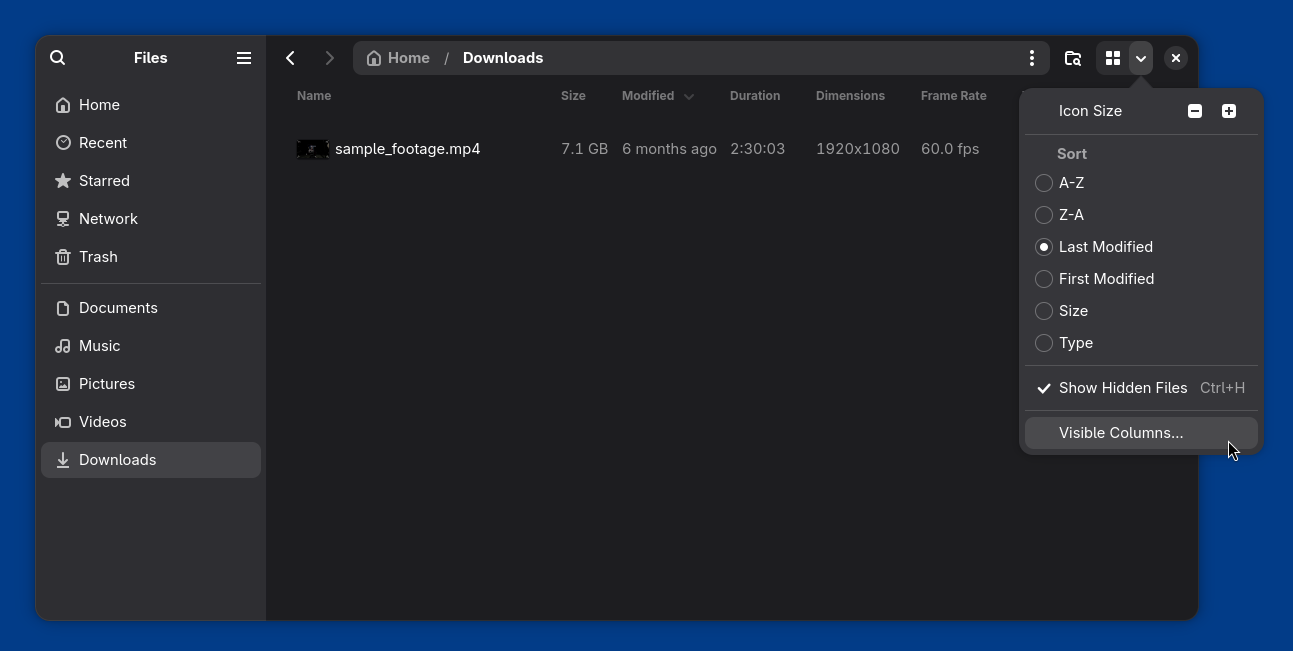 Files
Home / Downloads
Home
Recent
Starred
Network
Trash
Documents
Music
Pictures
Videos
Downloads
Name Size Modified Duration Dimensions Frame Rate
sample_footage.mp4 7.1 GB 6 months ago 2:30:03 1920x1080 60.0 fps
Icon Size
Sort
A-Z
Z-A
Last Modified
First Modified
Size
Type
Show Hidden Files Ctrl+H
Visible Columns...